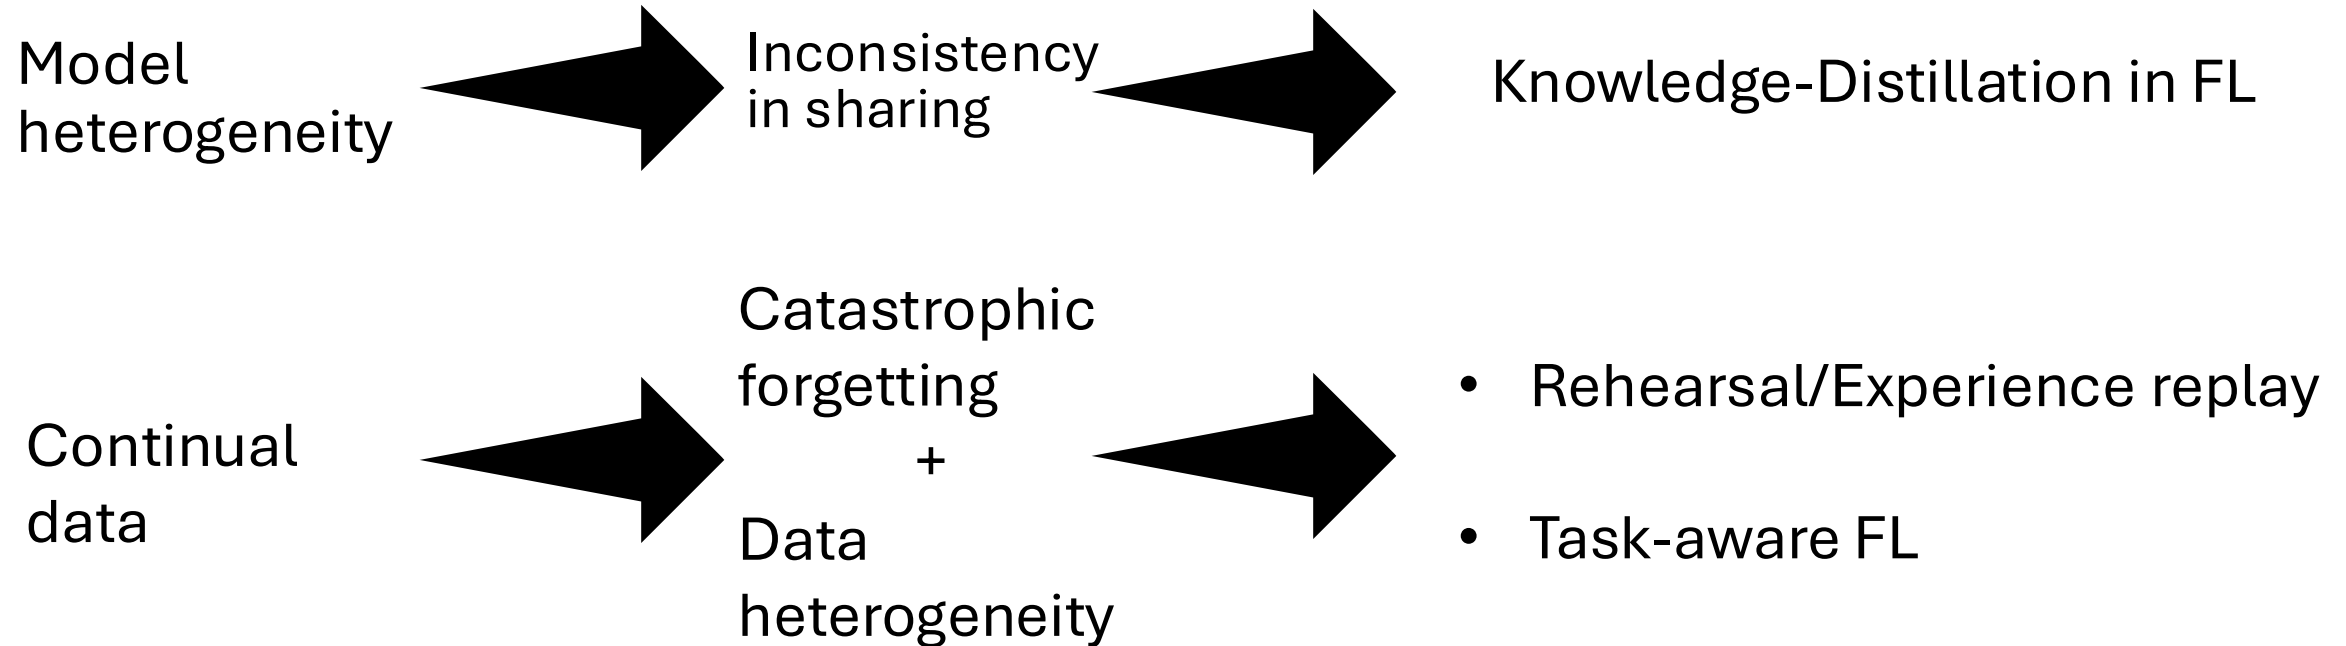 Model
heterogeneity
Inconsistency
in sharing
Knowledge-Distillation in FL
Continual
data
Catastrophic
forgetting
+
Data
heterogeneity
• Rehearsal/Experience replay
• Task-aware FL